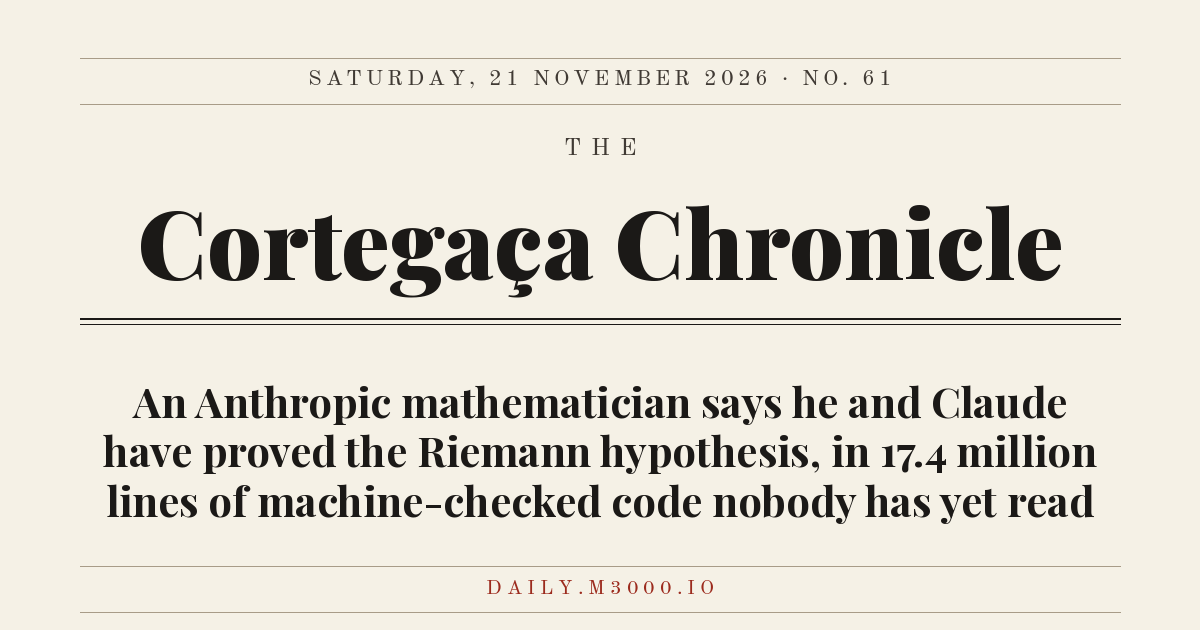 SATURDAY, 21 NOVEMBER 2026 · NO. 61
THE
Cortegaça Chronicle
An Anthropic mathematician says he and Claude
have proved the Riemann hypothesis, in 17.4 million
lines of machine-checked code nobody has yet read
DAILY.M3000.IO